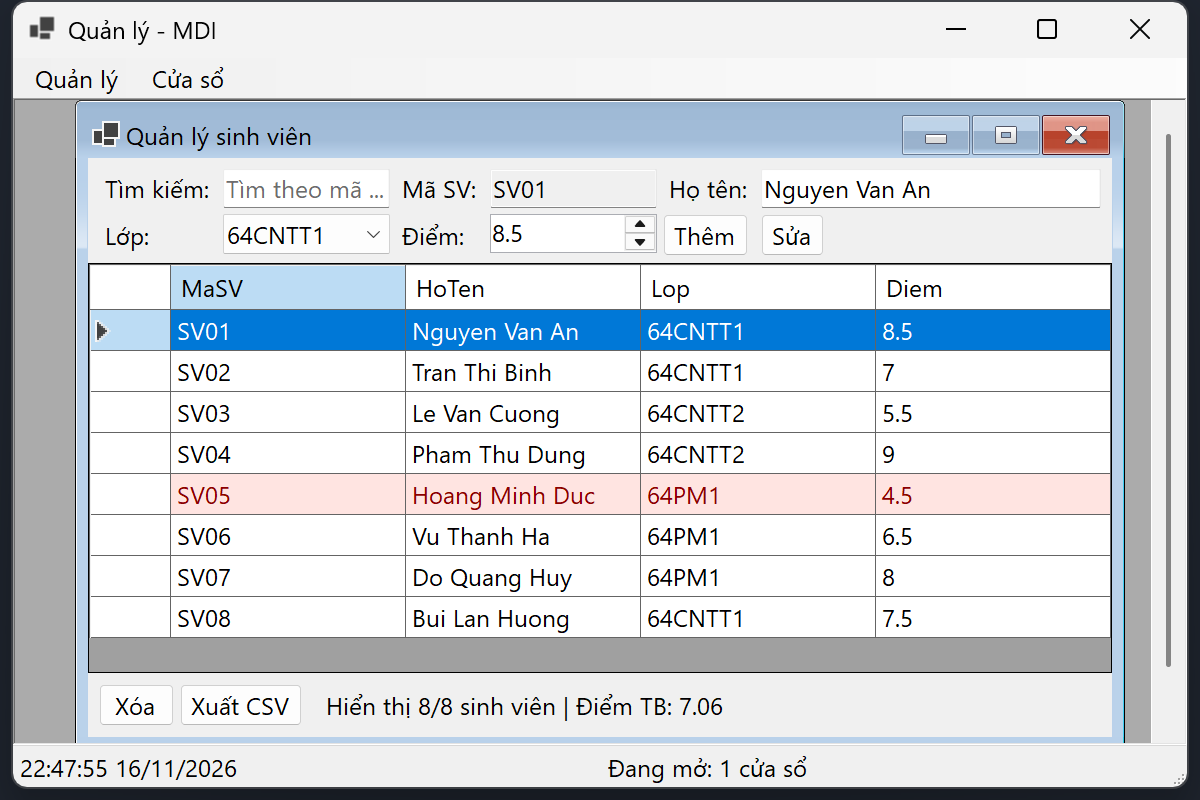 Quản lý - MDI
Quản lý Cửa sổ
Quản lý sinh viên
Tìm kiếm: Tìm theo mã ... Mã SV: SV01 Họ tên: Nguyen Van An
Lớp: 64CNTT1 Điểm: 8.5 Thêm Sửa
MaSV HoTen Lop Diem
SV01 Nguyen Van An 64CNTT1 8.5
SV02 Tran Thi Binh 64CNTT1 7
SV03 Le Van Cuong 64CNTT2 5.5
SV04 Pham Thu Dung 64CNTT2 9
SV05 Hoang Minh Duc 64PM1 4.5
SV06 Vu Thanh Ha 64PM1 6.5
SV07 Do Quang Huy 64PM1 8
SV08 Bui Lan Huong 64CNTT1 7.5
Xóa Xuất CSV Hiển thị 8/8 sinh viên | Điểm TB: 7.06
22:47:55 16/11/2026 Đang mở: 1 cửa sổ